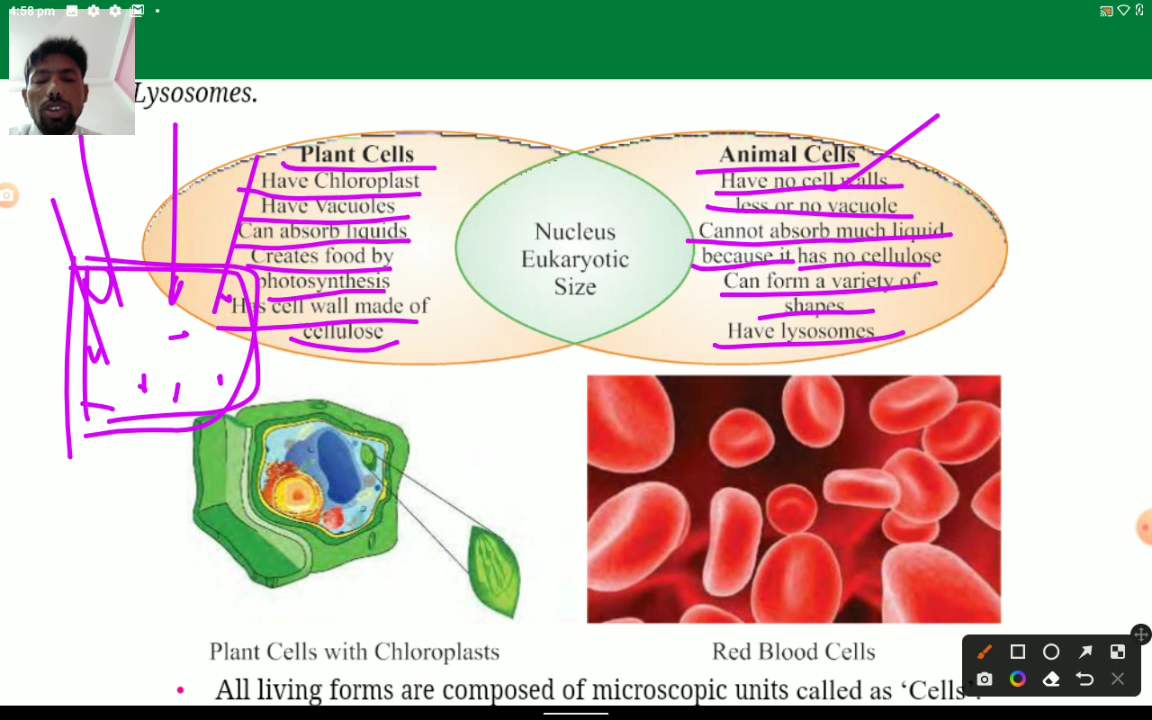 4:58 pm
Lysosomes.
Plant Cells
Have Chloroplast
Have Vacuoles
Can absorb liquids
Creates food by
photosynthesis
Has cell wall made of
cellulose
Nucleus
Eukaryotic
Size
Animal Cells
Have no cell walls
less or no vacuole
Cannot absorb much liquid
because it has no cellulose
Can form a variety of
shapes
Have lysosomes
Plant Cells with Chloroplasts
Red Blood Cells
• All living forms are composed of microscopic units called as ‘Cells’.